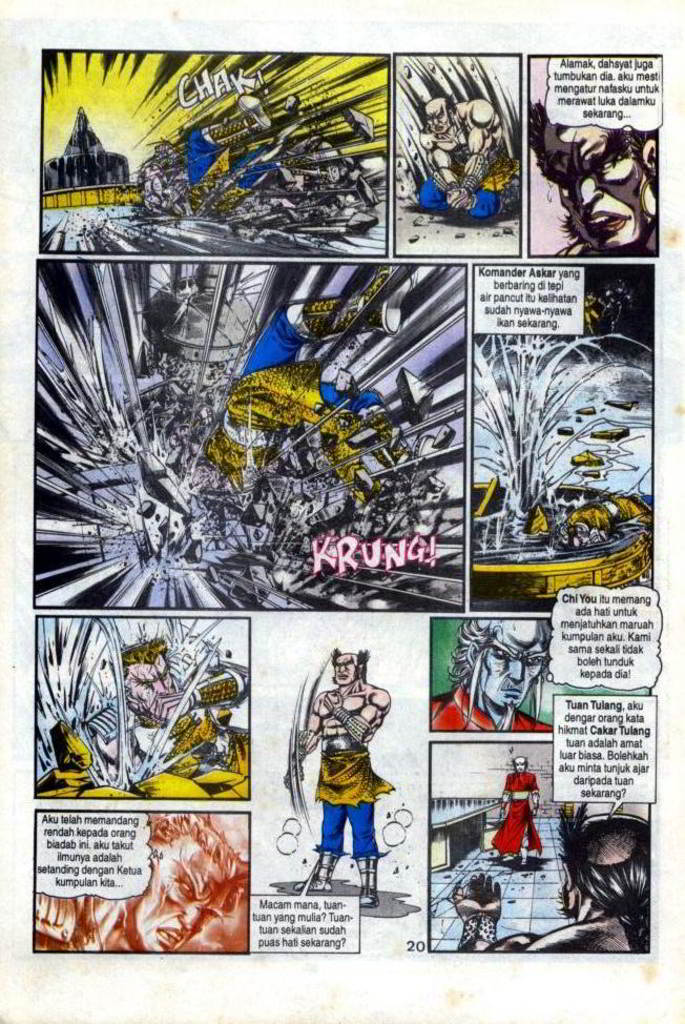 CHAK!
Alamak, dahsyat juga
tumbukan dia. aku mesti
mengatur nafasku untuk
merawat luka dalamku
sekarang...
KRUNG!
Komander Askar yang
berbaring di tepi
air pancut itu kelihatan
sudah nyawa-nyawa
ikan sekarang.
Chi You itu memang
ada hati untuk
menjatuhkan maruah
kumpulan aku. Kami
sama sekali tidak
boleh tunduk
kepada dia!
Aku telah memandang
rendah kepada orang
biadab ini. aku takut
ilmunya adalah
setanding dengan Ketua
kumpulan kita...
Macam mana, tuan-
tuan yang mulia? Tuan-
tuan sekalian sudah
puas hati sekarang?
Tuan Tulang, aku
dengar orang kata
hikmat Cakar Tulang
tuan adalah amat
luar biasa. Bolehkah
aku minta tunjuk ajar
daripada tuan
sekarang?
20